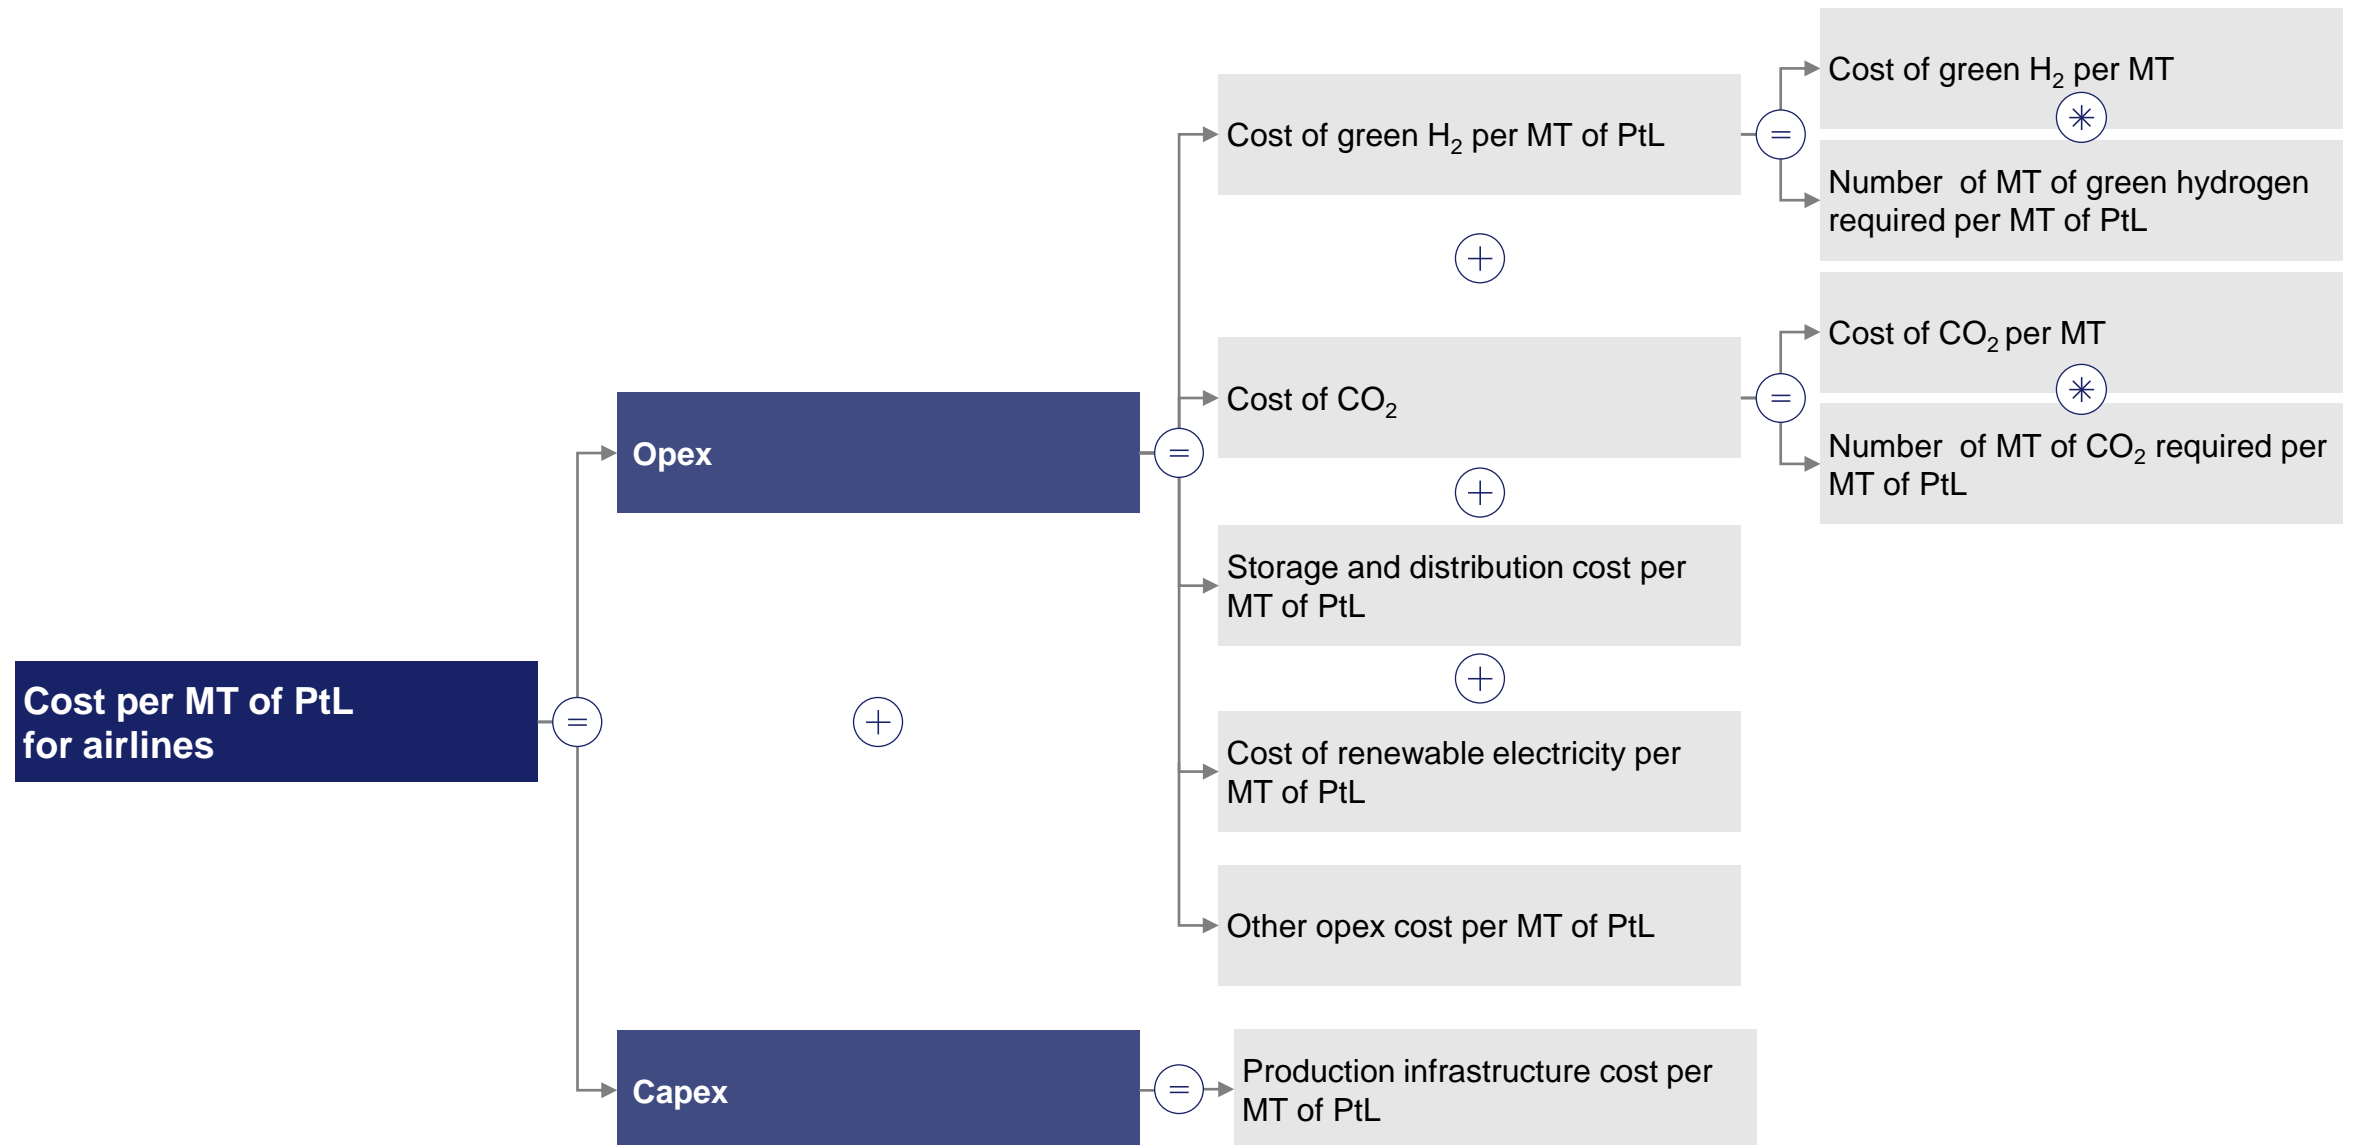 Cost per MT of PtL
for airlines
=
Opex
+
Capex
=
Cost of green H₂ per MT of PtL
+
Cost of CO₂
+
Storage and distribution cost per
MT of PtL
+
Cost of renewable electricity per
MT of PtL
Other opex cost per MT of PtL
=
Production infrastructure cost per
MT of PtL
=
Cost of green H₂ per MT
*
Number  of MT of green hydrogen
required per MT of PtL
=
Cost of CO₂ per MT
*
Number  of MT of CO₂ required per
MT of PtL